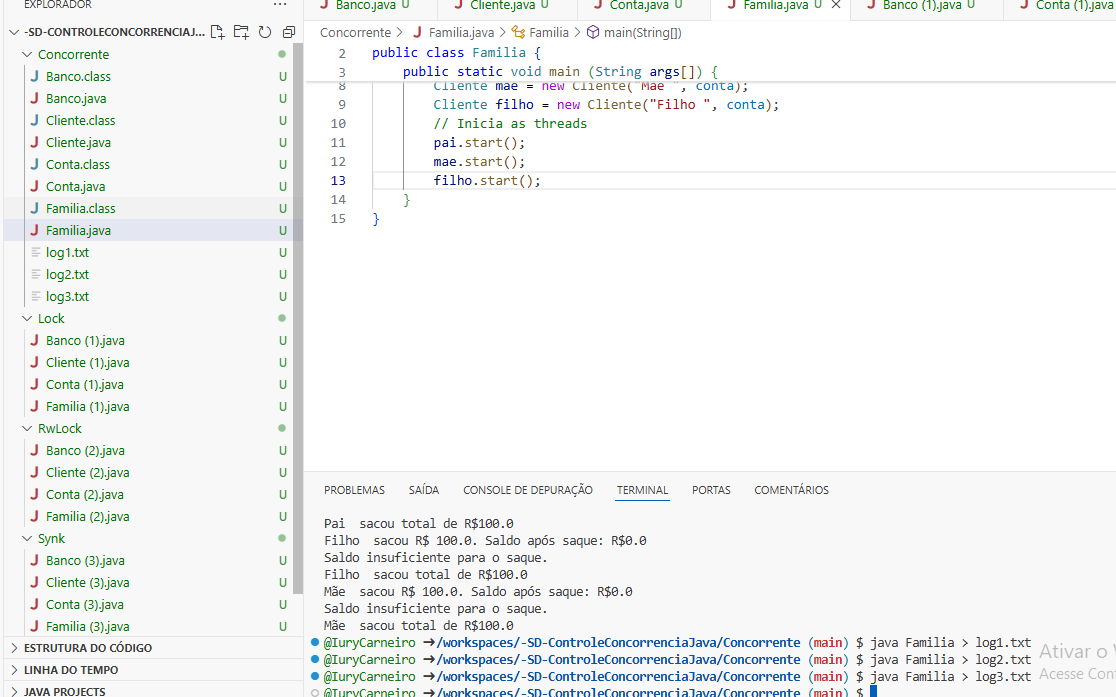 EXPLORADOR
-SD-CONTROLECONCORRENCIAJ...
Concorrente
Banco.class U
Banco.java U
Cliente.class U
Cliente.java U
Conta.class U
Conta.java U
Familia.class U
Familia.java U
log1.txt U
log2.txt U
log3.txt U
Lock
Banco (1).java U
Cliente (1).java U
Conta (1).java U
Familia (1).java U
RwLock
Banco (2).java U
Cliente (2).java U
Conta (2).java U
Familia (2).java U
Synk
Banco (3).java U
Cliente (3).java U
Conta (3).java U
Familia (3).java U
ESTRUTURA DO CÓDIGO
LINHA DO TEMPO
JAVA PROJECTS
Banco.java U Cliente.java U Conta.java U Familia.java U Banco (1).java U Conta (1).java
Concorrente > Familia.java > Familia > main(String[])
2 public class Familia {
3 public static void main (String args[]) {
8 Cliente mae = new Cliente("Mãe ", conta);
9 Cliente filho = new Cliente("Filho ", conta);
10 // Inicia as threads
11 pai.start();
12 mae.start();
13 filho.start();
14 }
15 }
PROBLEMAS SAÍDA CONSOLE DE DEPURAÇÃO TERMINAL PORTAS COMENTÁRIOS
Pai  sacou total de R$100.0
Filho  sacou R$ 100.0. Saldo após saque: R$0.0
Saldo insuficiente para o saque.
Filho  sacou total de R$100.0
Mãe  sacou R$ 100.0. Saldo após saque: R$0.0
Saldo insuficiente para o saque.
Mãe  sacou total de R$100.0
@IuryCarneiro ➜/workspaces/-SD-ControleConcorrenciaJava/Concorrente (main) $ java Familia > log1.txt
@IuryCarneiro ➜/workspaces/-SD-ControleConcorrenciaJava/Concorrente (main) $ java Familia > log2.txt
@IuryCarneiro ➜/workspaces/-SD-ControleConcorrenciaJava/Concorrente (main) $ java Familia > log3.txt
@IuryCarneiro ➜/workspaces/-SD-ControleConcorrenciaJava/Concorrente (main) $
Ativar o
Acesse Con